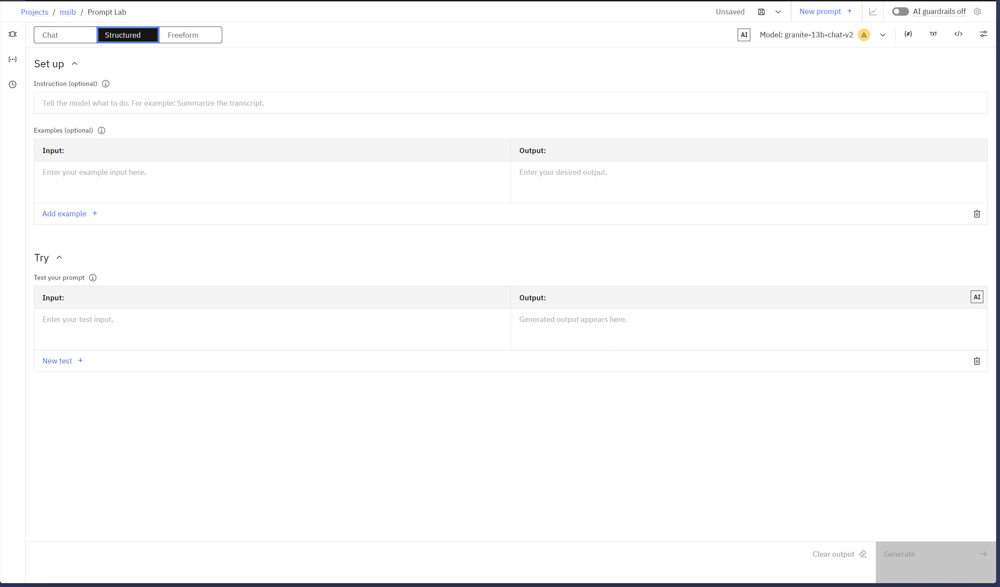 Projects / msib / Prompt Lab
Unsaved
New prompt +
AI guardrails off
Chat
Structured
Freeform
AI
Model: granite-13b-chat-v2
{#}
TXT
</>
Set up
Instruction (optional)
Tell the model what to do. For example: Summarize the transcript.
Examples (optional)
Input:
Output:
Enter your example input here.
Enter your desired output.
Add example +
Try
Test your prompt
Input:
Output:
AI
Enter your test input.
Generated output appears here.
New test +
Clear output
Generate